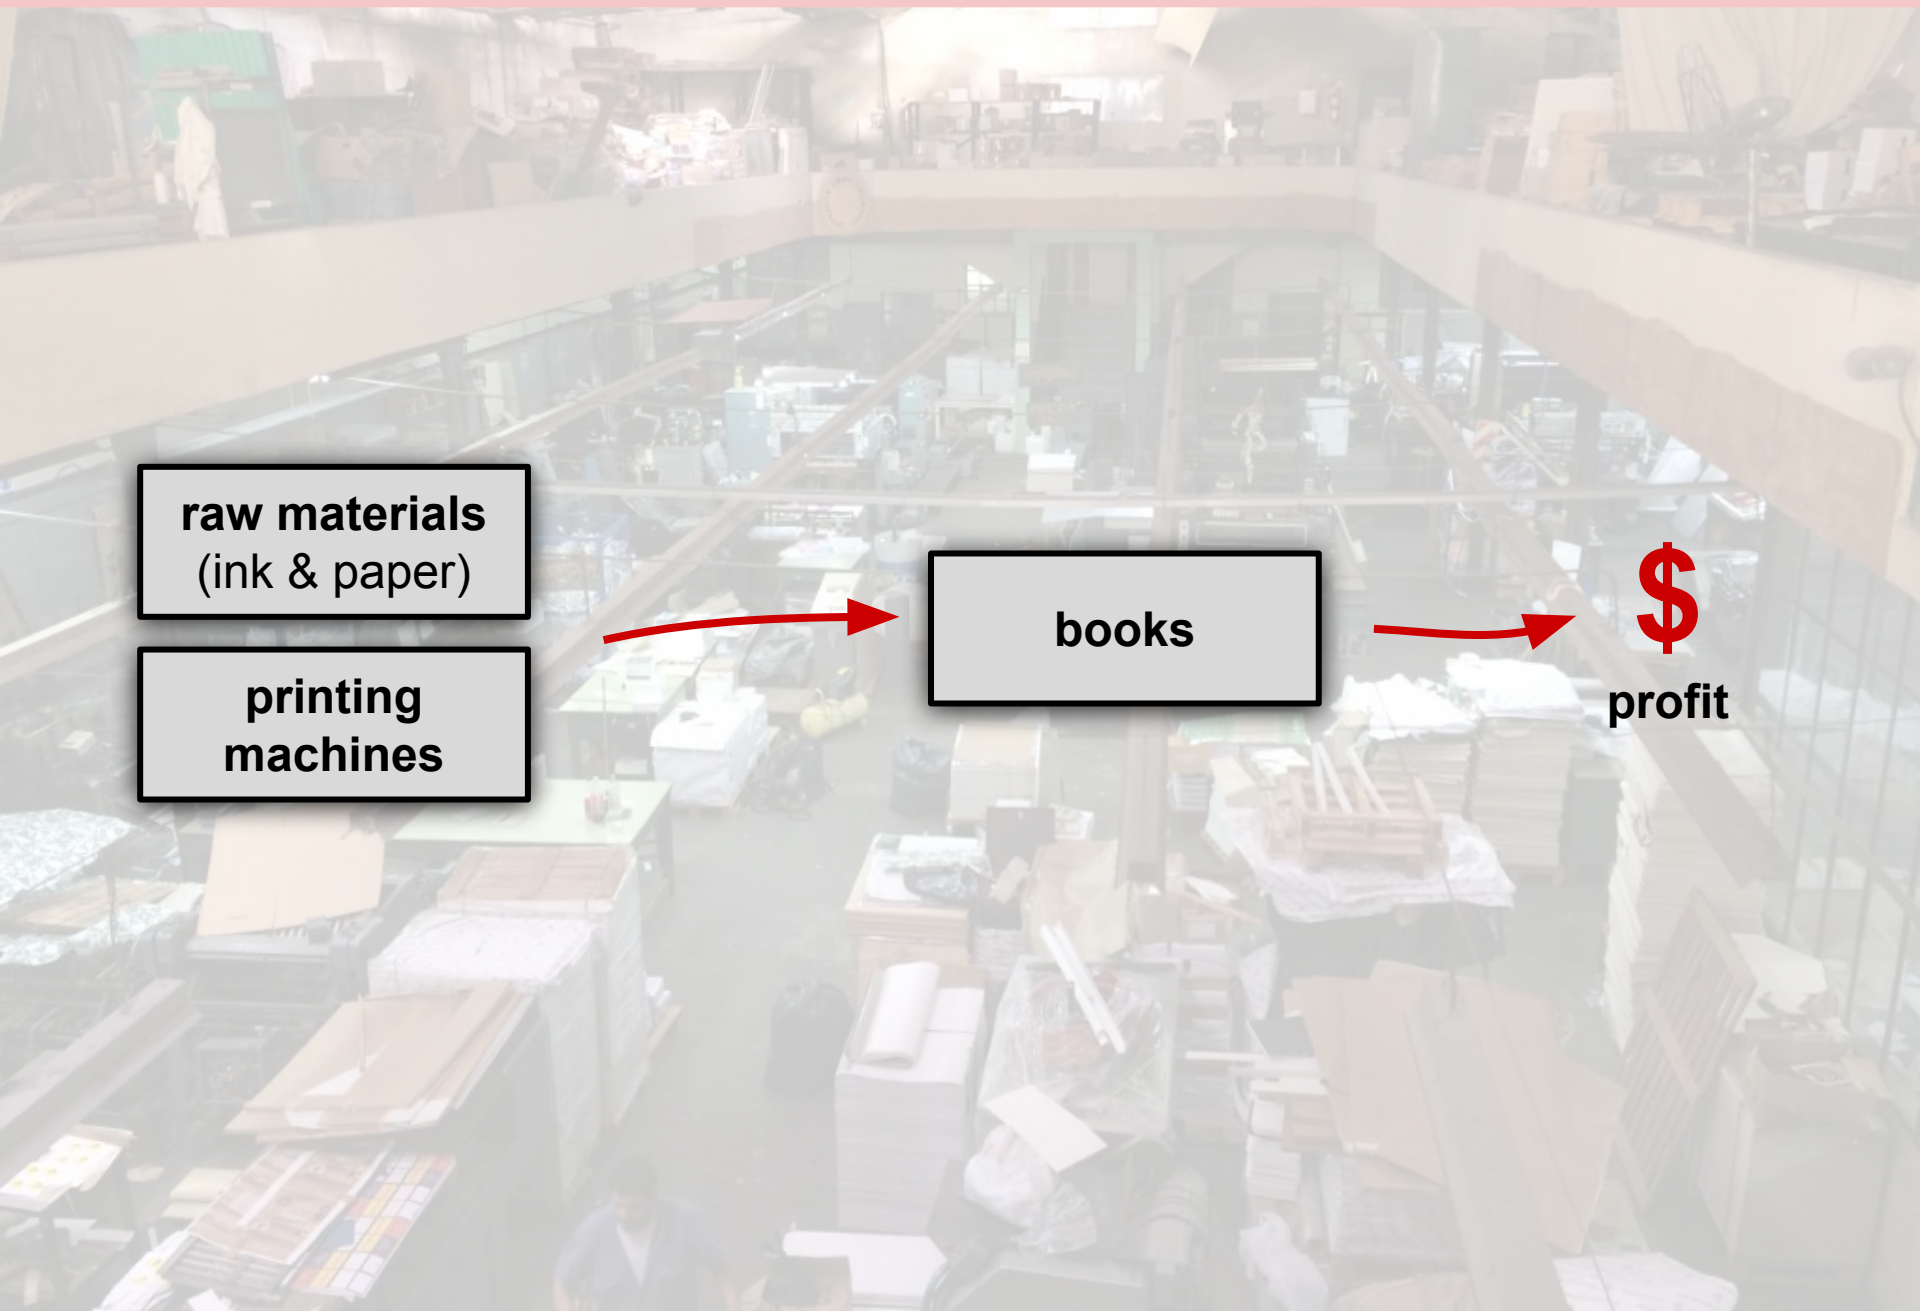 raw materials
(ink & paper)
printing
machines
books
$
profit